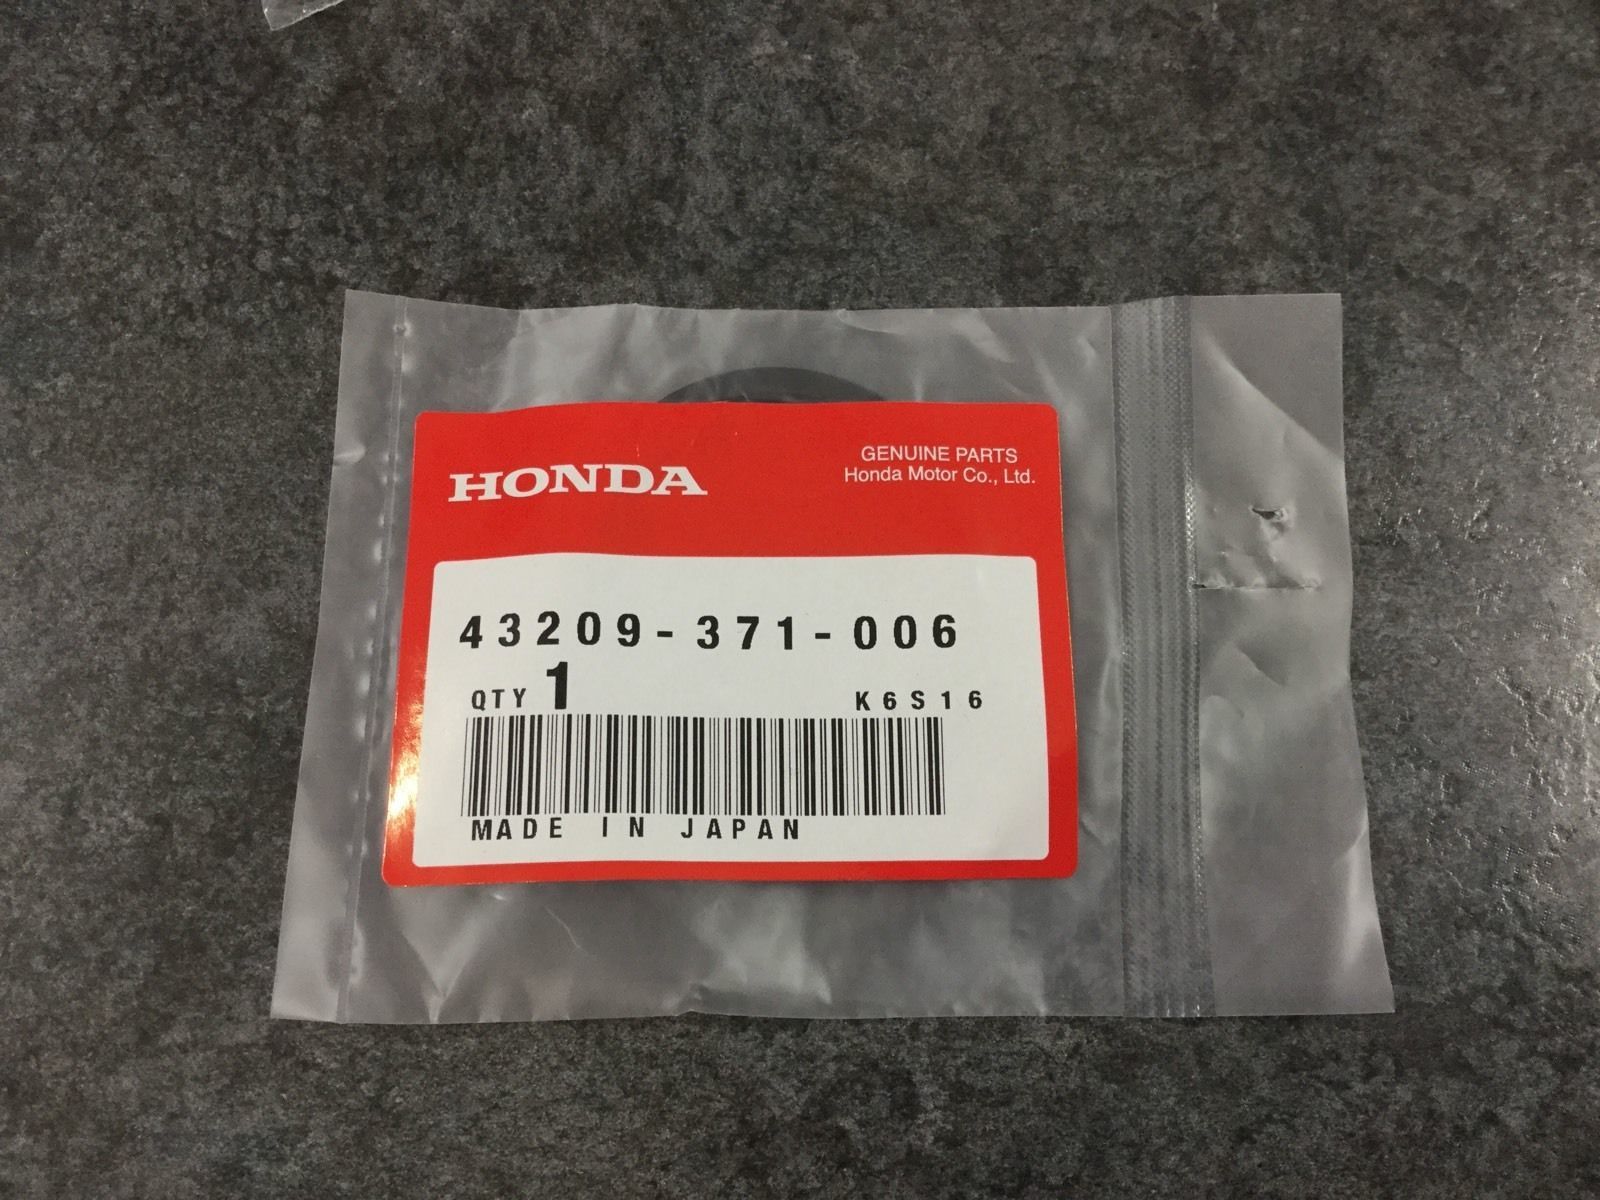 HONDA
GENUINE PARTS
Honda Motor Co., Ltd.
43209-371-006
QTY 1 K6S16
MADE IN JAPAN